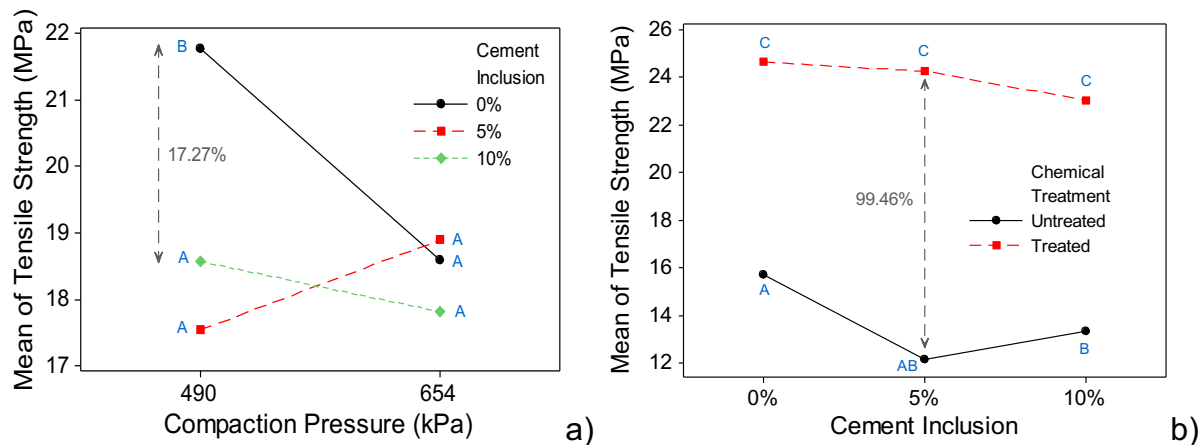 Mean of Tensile Strength (MPa)
22
21
20
19
18
17
B
A
A
A
A
A
17.27%
Cement
Inclusion
0%
5%
10%
490
654
Compaction Pressure (kPa)
a)
Mean of Tensile Strength (MPa)
26
24
22
20
18
16
14
12
C
C
C
99.46%
A
AB
B
Chemical
Treatment
Untreated
Treated
0%
5%
10%
Cement Inclusion
b)